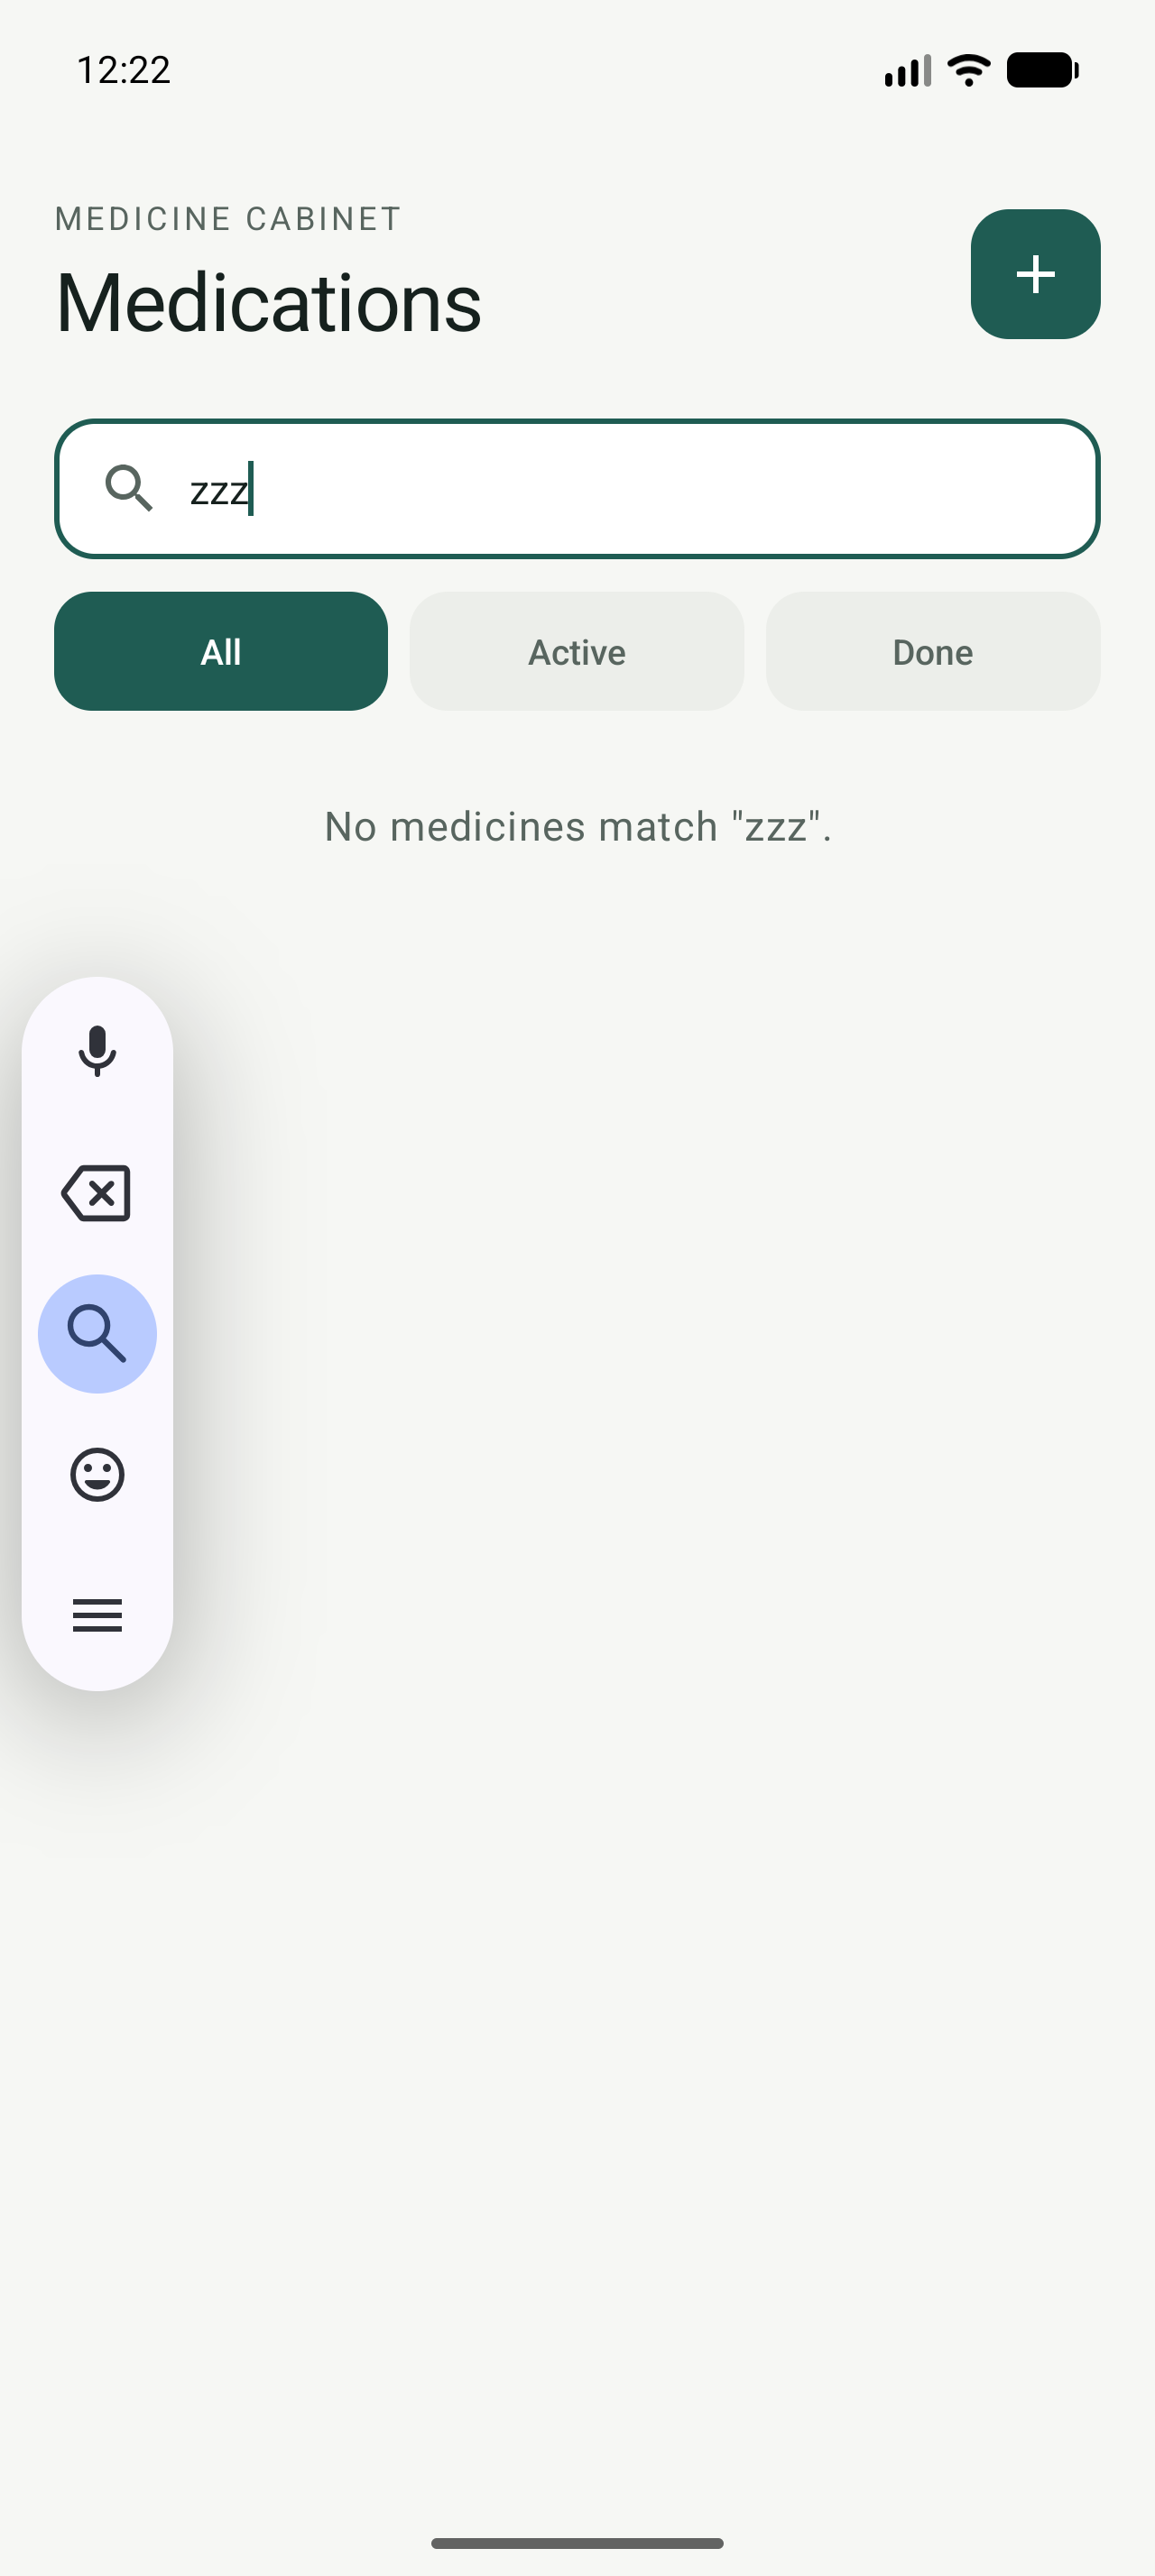 12:22
MEDICINE CABINET
Medications
zzz
All
Active
Done
No medicines match "zzz".